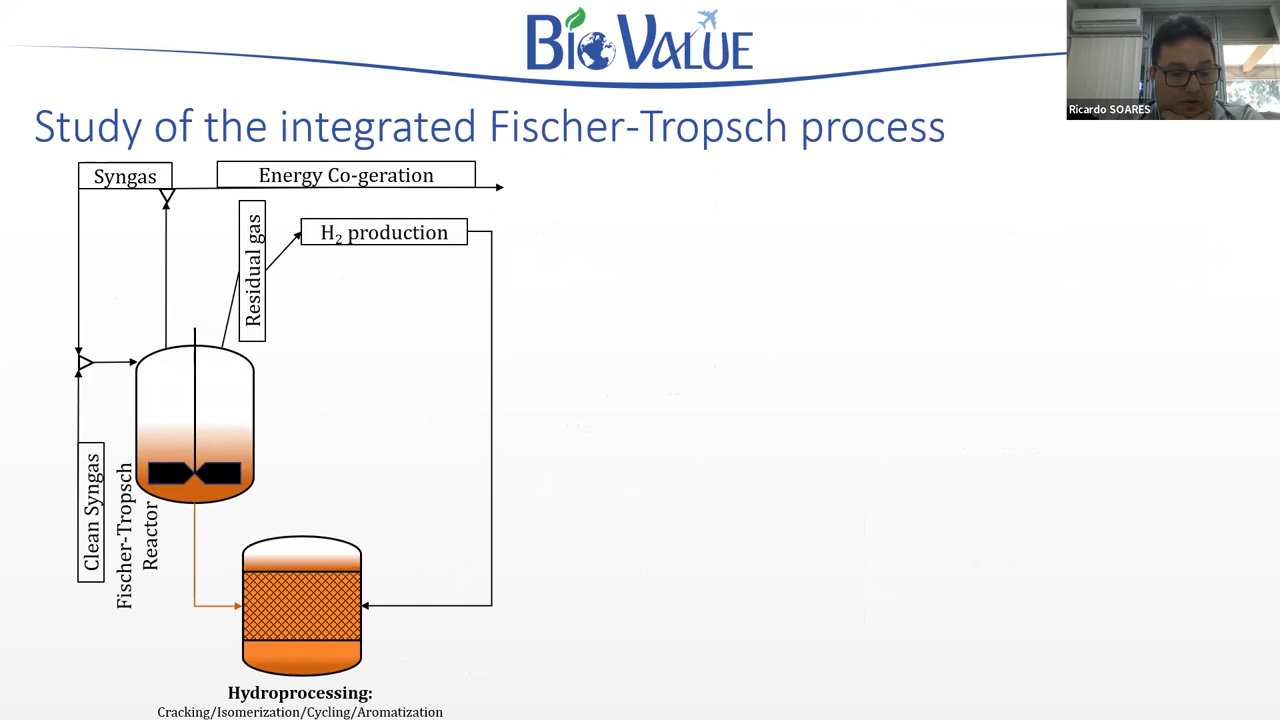 BioVALUE
Ricardo SOARES
Study of the integrated Fischer-Tropsch process
Syngas
Energy Co-geration
Residual gas
H₂ production
Clean Syngas
Fischer-Tropsch
Reactor
Hydroprocessing:
Cracking/Isomerization/Cycling/Aromatization